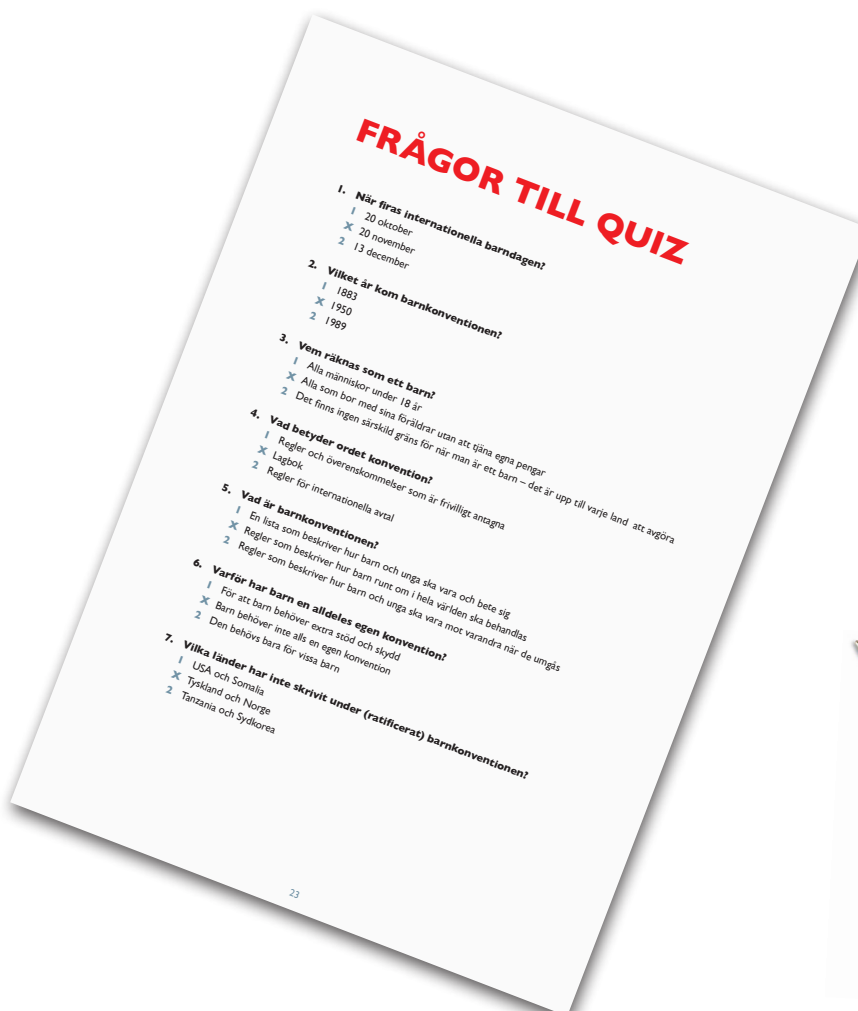 FRÅGOR TILL QUIZ
1. När firas internationella barndagen?
1 20 oktober
X 20 november
2 13 december
2. Vilket år kom barnkonventionen?
1 1883
X 1950
2 1989
3. Vem räknas som ett barn?
1 Alla människor under 18 år
X Alla som bor med sina föräldrar utan att tjäna egna pengar
2 Det finns ingen särskild gräns för när man är ett barn – det är upp till varje land att avgöra
4. Vad betyder ordet konvention?
1 Regler och överenskommelser som är frivilligt antagna
X Lagbok
2 Regler för internationella avtal
5. Vad är barnkonventionen?
1 En lista som beskriver hur barn och unga ska vara och bete sig
X Regler som beskriver hur barn runt om i hela världen ska behandlas
2 Regler som beskriver hur barn och unga ska vara mot varandra när de umgås
6. Varför har barn en alldeles egen konvention?
1 För att barn behöver extra stöd och skydd
X Barn behöver inte alls en egen konvention
2 Den behövs bara för vissa barn
7. Vilka länder har inte skrivit under (ratificerat) barnkonventionen?
1 USA och Somalia
X Tyskland och Norge
2 Tanzania och Sydkorea
23